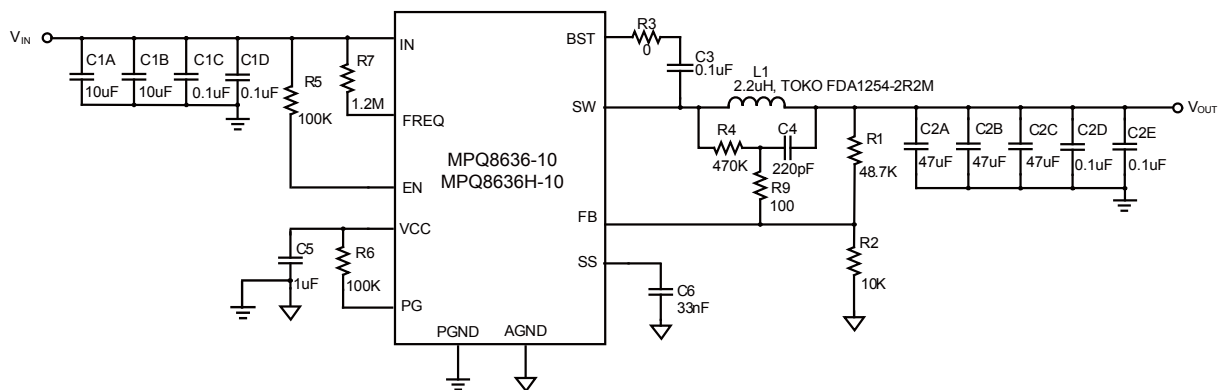 V_IN
C1A
10uF
C1B
10uF
C1C
0.1uF
C1D
0.1uF
R5
100K
R7
1.2M
IN
FREQ
EN
VCC
PG
PGND
AGND
BST
SW
FB
SS
MPQ8636-10
MPQ8636H-10
C5
1uF
R6
100K
R3
0
C3
0.1uF
L1
2.2uH, TOKO FDA1254-2R2M
R4
470K
C4
220pF
R9
100
R1
48.7K
R2
10K
C6
33nF
C2A
47uF
C2B
47uF
C2C
47uF
C2D
0.1uF
C2E
0.1uF
V_OUT